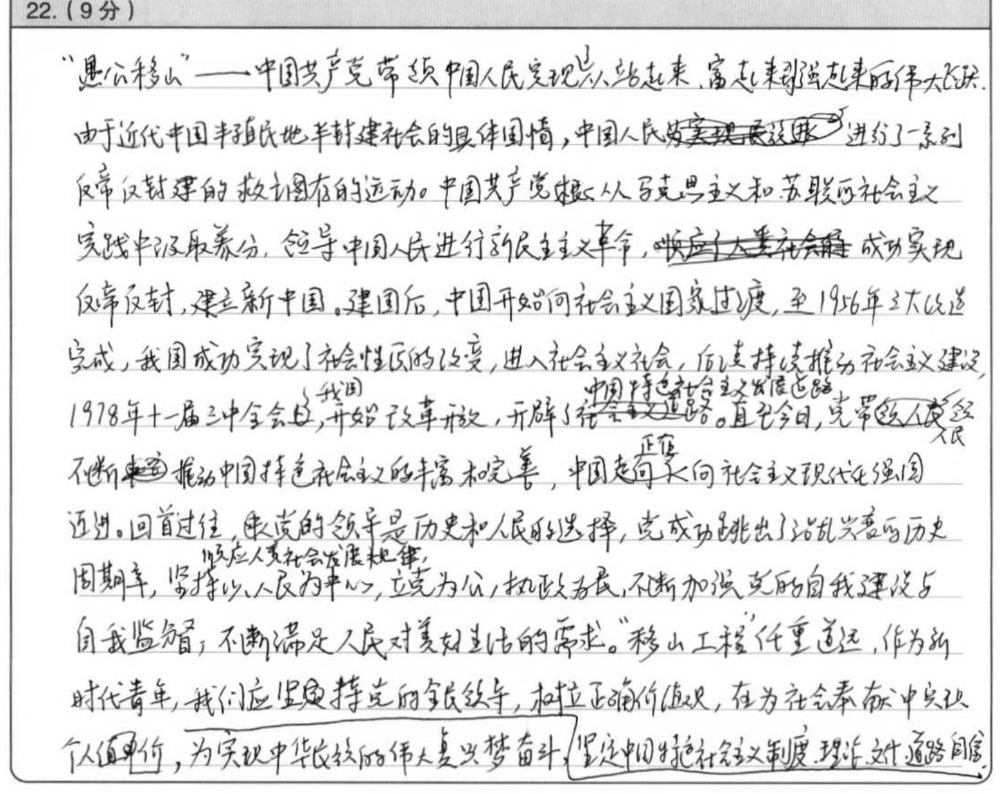 22.(9分)
“愚公移山”——中国共产党带领中国人民实现了从站起来、富起来到强起来的伟大飞跃.
由于近代中国半殖民地半封建社会的具体国情,中国人民进行了一系列
反帝反封建的救亡图存的运动。中国共产党从马克思主义和苏联的社会主义
实践中汲取养分,领导中国人民进行新民主主义革命,成功实现
反帝反封,建立新中国。建国后,中国开始向社会主义国家过渡,至1956年三大改造
完成,我国成功实现了社会性质的改变,进入社会主义社会,后续持续推动社会主义建设,
1978年十一届三中全会后,我国开始改革开放,开辟了中国特色社会主义发展道路。直至今日,党带领人民
不断推动中国特色社会主义的丰富和完善,中国正在向社会主义现代化强国
迈进。回首过往,党的领导是历史和人民的选择,党成功跳出了治乱兴衰的历史
周期率,顺应人类社会发展规律,坚持以人民为中心,立党为公,执政为民,不断加强党的自我建设与
自我监督,不断满足人民对美好生活的需求。“移山工程”任重道远,作为新
时代青年,我们应坚持党的全民领导,树立正确价值观,在为社会奉献中实现
个人值价,为实现中华民族的伟大复兴梦奋斗,坚定中国特色社会主义制度、理论、文化、道路自信.